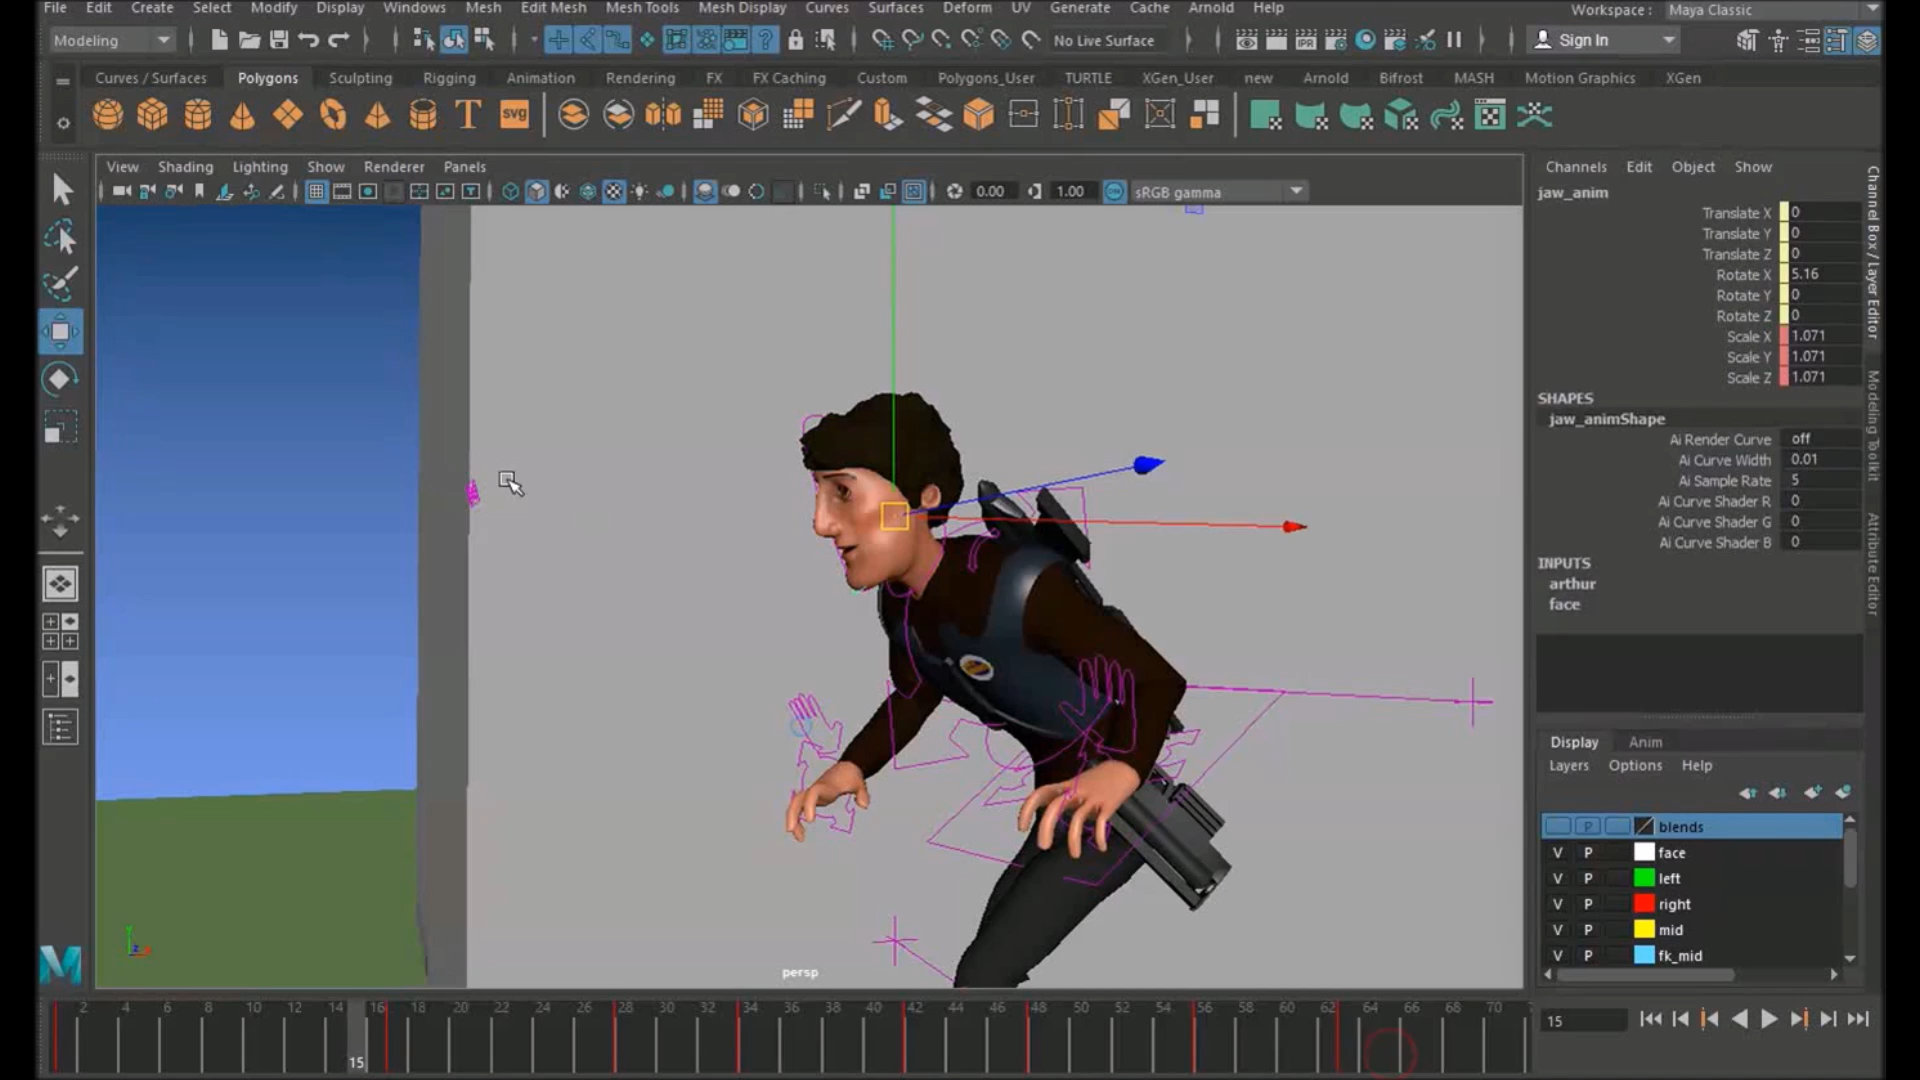 File Edit Create Select Modify Display Windows Mesh Edit Mesh Mesh Tools Mesh Display Curves Surfaces Deform UV Generate Cache Arnold Help Workspace : Maya Classic
Modeling No Live Surface Sign In
Curves / Surfaces Polygons Sculpting Rigging Animation Rendering FX FX Caching Custom Polygons_User TURTLE XGen_User new Arnold Bifrost MASH Motion Graphics XGen
T svg IPR
View Shading Lighting Show Renderer Panels
0.00 1.00 sRGB gamma
Channels Edit Object Show
jaw_anim
Translate X 0
Translate Y 0
Translate Z 0
Rotate X 5.16
Rotate Y 0
Rotate Z 0
Scale X 1.071
Scale Y 1.071
Scale Z 1.071
SHAPES
jaw_animShape
Ai Render Curve off
Ai Curve Width 0.01
Ai Sample Rate 5
Ai Curve Shader R 0
Ai Curve Shader G 0
Ai Curve Shader B 0
INPUTS
arthur
face
Channel Box / Layer Editor
Modeling Toolkit
Attribute Editor
Display Anim
Layers Options Help
P blends
V P face
V P left
V P right
V P mid
V P fk_mid
persp
2 4 6 8 10 12 14 16 18 20 22 24 26 28 30 32 34 36 38 40 42 44 46 48 50 52 54 56 58 60 62 64 66 68 70
15
15